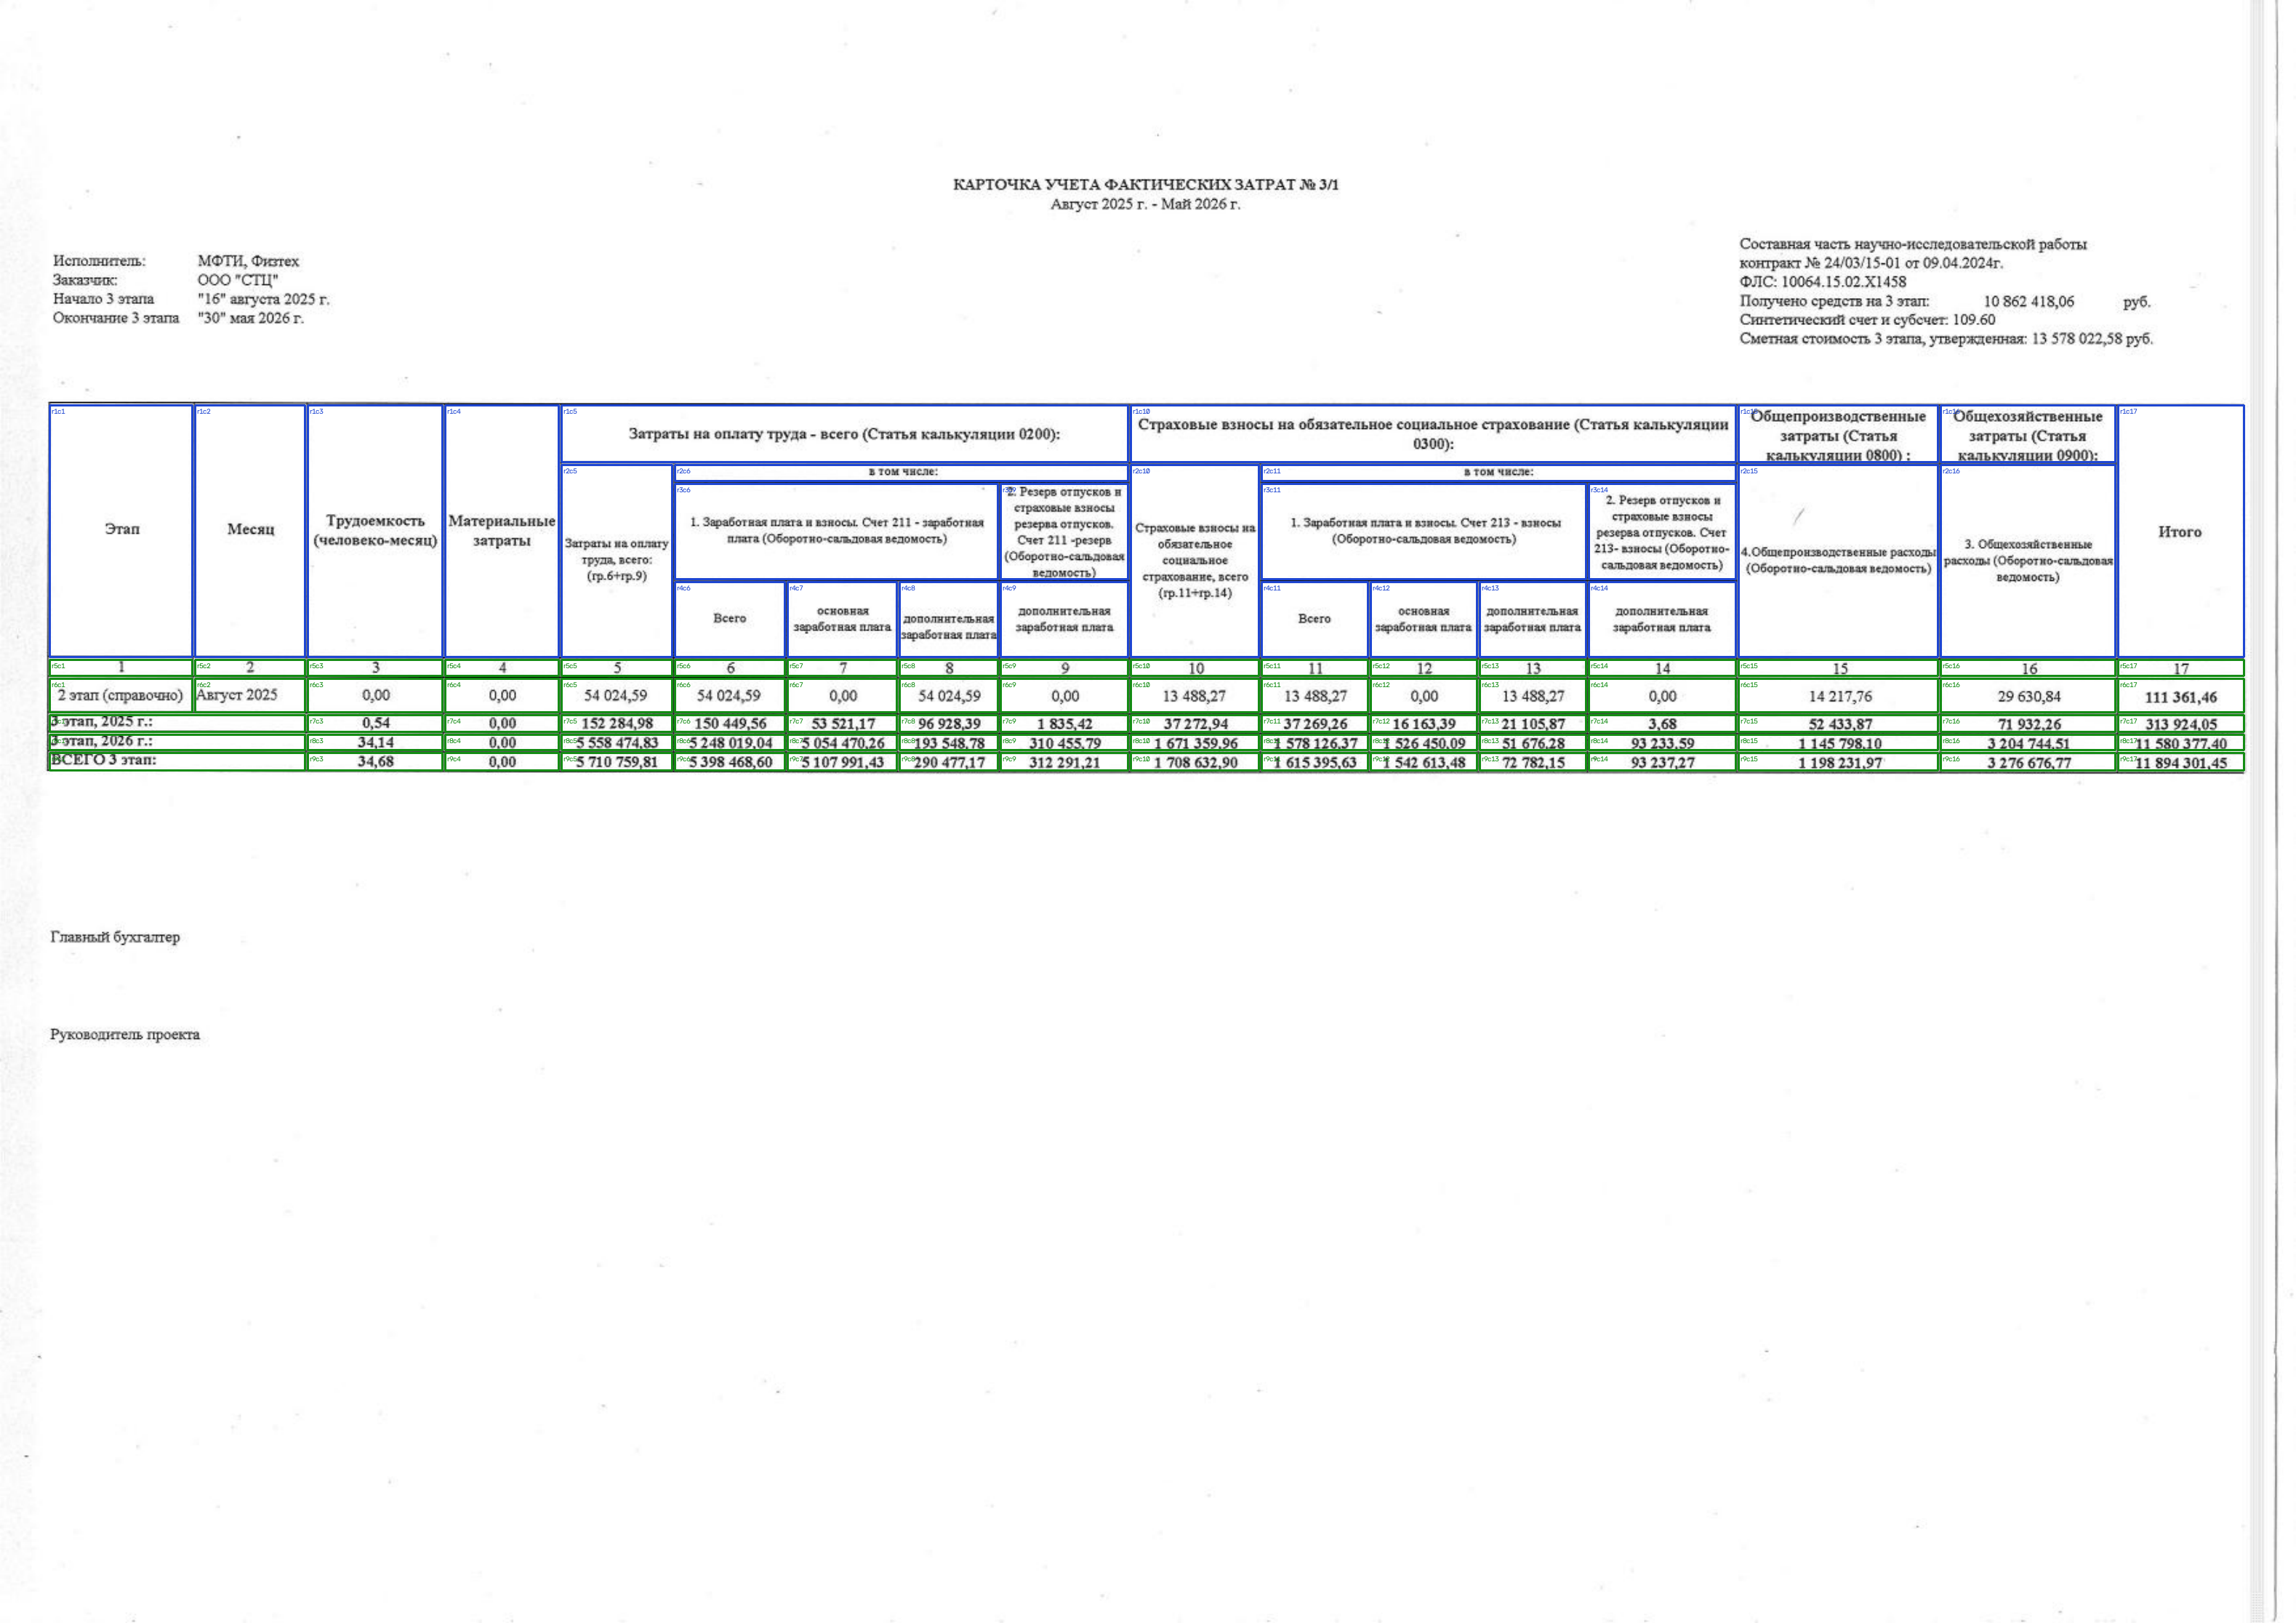 КАРТОЧКА УЧЕТА ФАКТИЧЕСКИХ ЗАТРАТ № 3/1
Август 2025 г. - Май 2026 г.
Исполнитель: МФТИ, Физтех
Заказчик: ООО "СТЦ"
Начало 3 этапа "16" августа 2025 г.
Окончание 3 этапа "30" мая 2026 г.
Составная часть научно-исследовательской работы
контракт № 24/03/15-01 от 09.04.2024г.
ФЛС: 10064.15.02.X1458
Получено средств на 3 этап: 10 862 418,06 руб.
Синтетический счет и субсчет: 109.60
Сметная стоимость 3 этапа, утвержденная: 13 578 022,58 руб.
Этап
Месяц
Трудоемкость
(человеко-месяц)
Материальные
затраты
Затраты на оплату труда - всего (Статья калькуляции 0200):
Страховые взносы на обязательное социальное страхование (Статья калькуляции
0300):
Общепроизводственные
затраты (Статья
калькуляции 0800) :
Общехозяйственные
затраты (Статья
калькуляции 0900):
Итого
Затраты на оплату
труда, всего:
(гр.6+гр.9)
в том числе:
1. Заработная плата и взносы. Счет 211 - заработная
плата (Оборотно-сальдовая ведомость)
2. Резерв отпусков и
страховые взносы
резерва отпусков.
Счет 211 -резерв
(Оборотно-сальдовая
ведомость)
Страховые взносы на
обязательное
социальное
страхование, всего
(гр.11+гр.14)
в том числе:
1. Заработная плата и взносы. Счет 213 - взносы
(Оборотно-сальдовая ведомость)
2. Резерв отпусков и
страховые взносы
резерва отпусков. Счет
213- взносы (Оборотно-
сальдовая ведомость)
4.Общепроизводственные расходы
(Оборотно-сальдовая ведомость)
3. Общехозяйственные
расходы (Оборотно-сальдовая
ведомость)
Всего
основная
заработная плата
дополнительная
заработная плата
дополнительная
заработная плата
Всего
основная
заработная плата
дополнительная
заработная плата
дополнительная
заработная плата
1 2 3 4 5 6 7 8 9 10 11 12 13 14 15 16 17
2 этап (справочно) Август 2025 0,00 0,00 54 024,59 54 024,59 0,00 54 024,59 0,00 13 488,27 13 488,27 0,00 13 488,27 0,00 14 217,76 29 630,84 111 361,46
3 этап, 2025 г.: 0,54 0,00 152 284,98 150 449,56 53 521,17 96 928,39 1 835,42 37 272,94 37 269,26 16 163,39 21 105,87 3,68 52 433,87 71 932,26 313 924,05
3 этап, 2026 г.: 34,14 0,00 5 558 474,83 5 248 019,04 5 054 470,26 193 548,78 310 455,79 1 671 359,96 1 578 126,37 1 526 450,09 51 676,28 93 233,59 1 145 798,10 3 204 744,51 11 580 377,40
ВСЕГО 3 этап: 34,68 0,00 5 710 759,81 5 398 468,60 5 107 991,43 290 477,17 312 291,21 1 708 632,90 1 615 395,63 1 542 613,48 72 782,15 93 237,27 1 198 231,97 3 276 676,77 11 894 301,45
Главный бухгалтер
Руководитель проекта